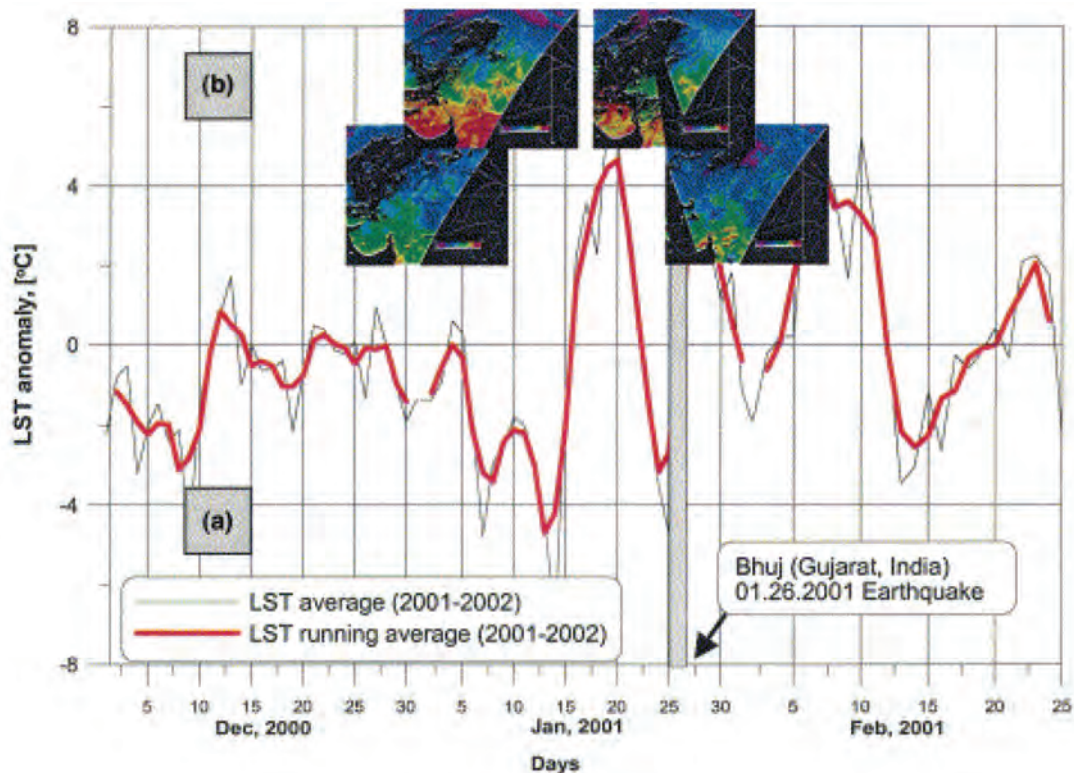 8
(b)
4
LST anomaly, [ºC]
0
-4
(a)
Bhuj (Gujarat, India)
01.26.2001 Earthquake
LST average (2001-2002)
LST running average (2001-2002)
-8
5 10 15 20 25 30 5 10 15 20 25 30 5 10 15 20 25
Dec, 2000 Jan, 2001 Feb, 2001
Days